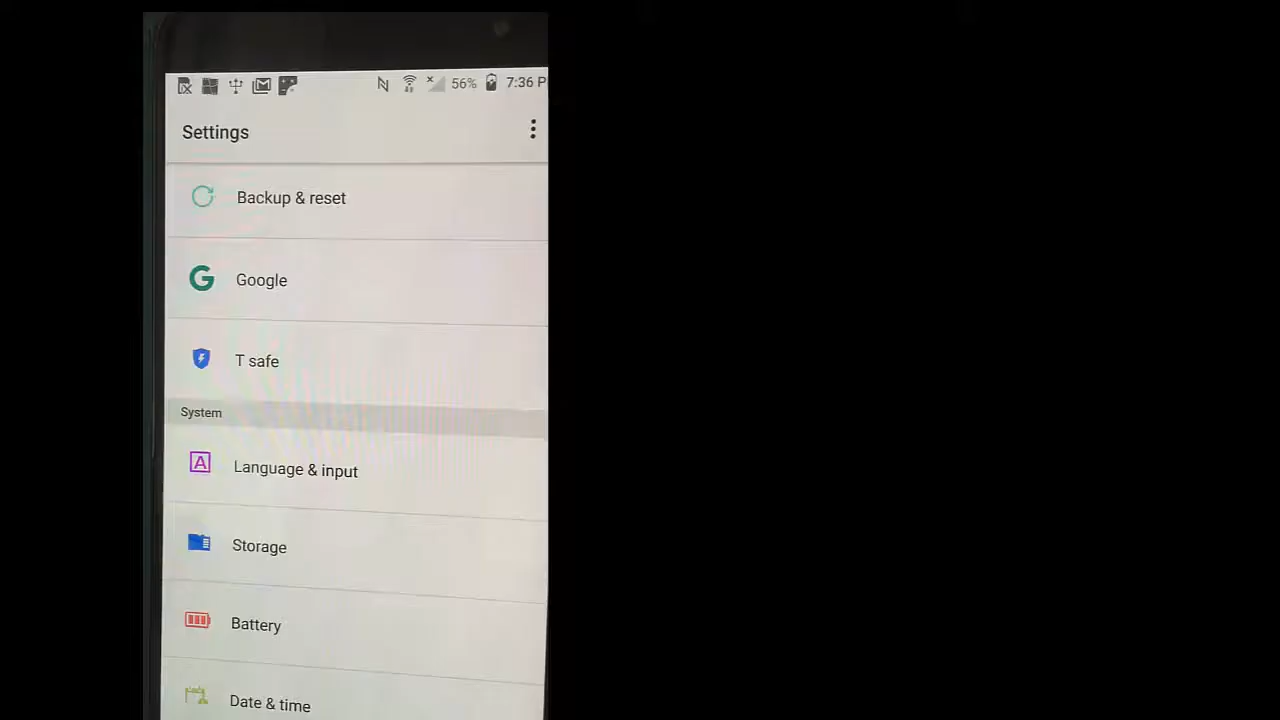 56% 7:36 P
Settings
Backup & reset
Google
T safe
System
Language & input
Storage
Battery
Date & time